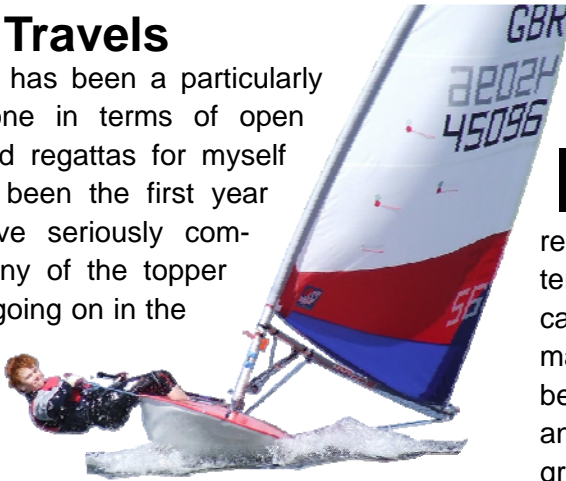 Travels
has been a particularly
one in terms of open
d regattas for myself
been the first year
ve seriously com-
ny of the topper
going on in the
GBR
45096
re
te
ca
ma
be
an
gr